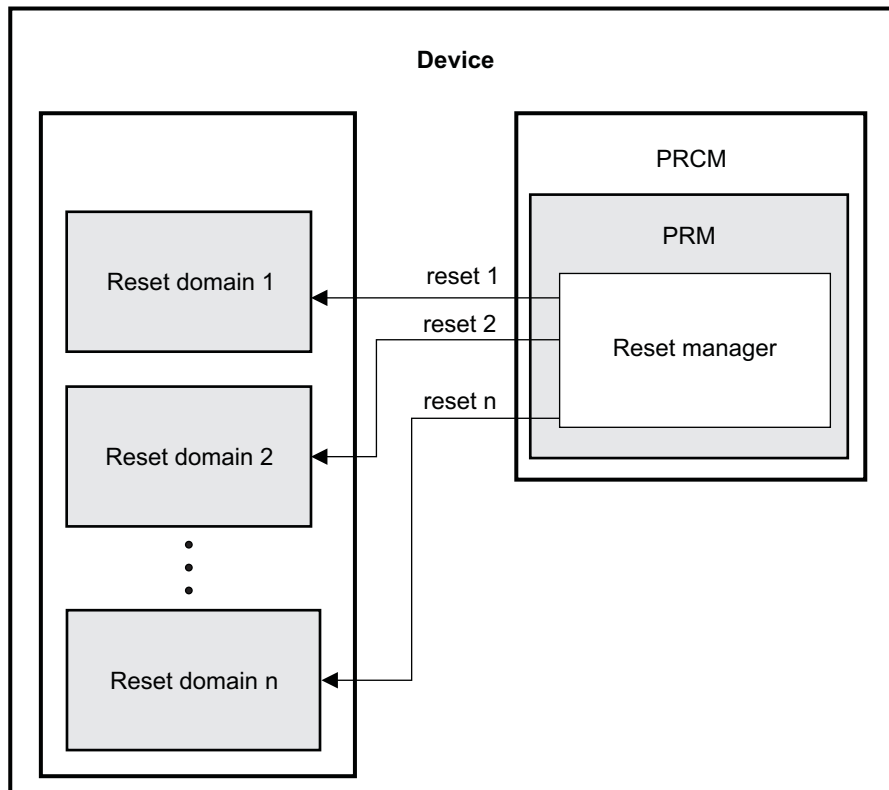 Device
PRCM
PRM
Reset domain 1
reset 1
reset 2
Reset manager
reset n
Reset domain 2
Reset domain n